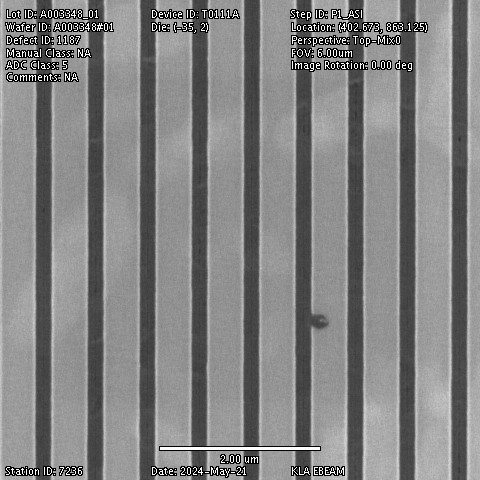 Lot ID: A003348_01 Device ID: T0111A Step ID: P1_ASI
Wafer ID: A003348#01 Die: (-35, 2) Location: (402.673, 863.125)
Defect ID: 1187 Perspective: Top-Mix0
Manual Class: NA FOV: 6.00um
ADC Class: 5 Image Rotation: 0.00 deg
Comments: NA
2.00 um
Station ID: 7236 Date: 2024-May-21 KLA EBEAM